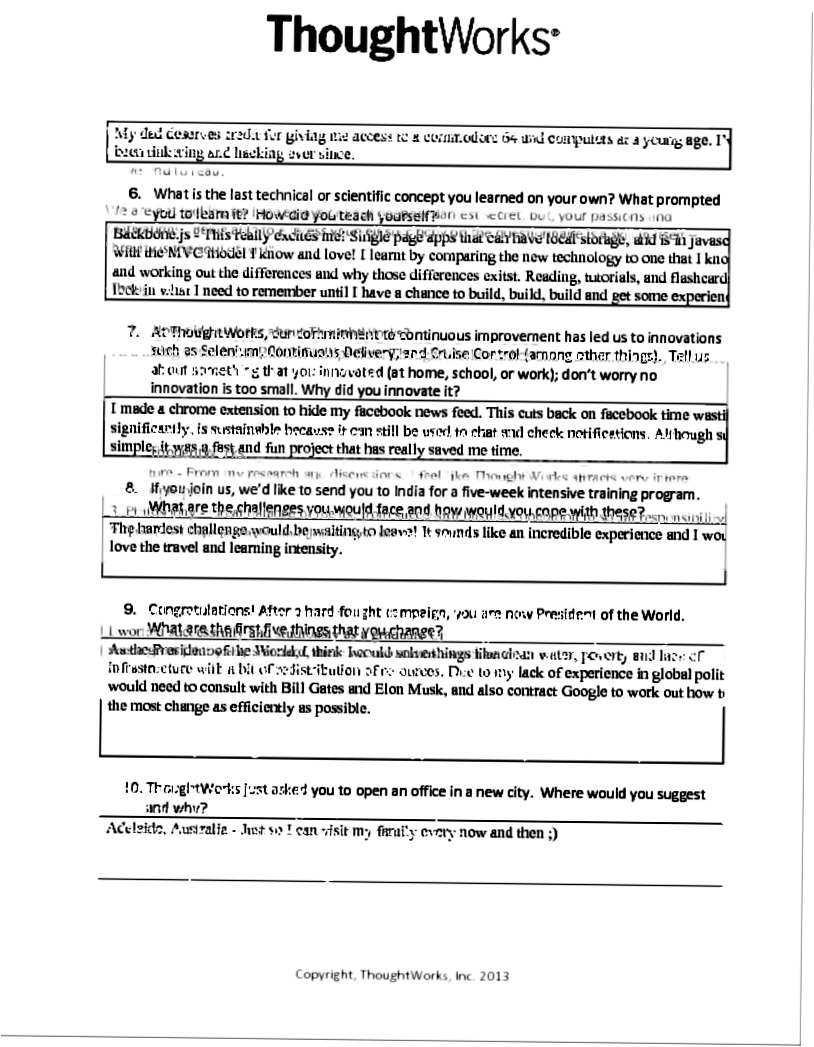 ThoughtWorks®
My dad deserves credit for giving me access to a commodore 64 and computers at a young age. I'v
been tinkering and hacking ever since.
6. What is the last technical or scientific concept you learned on your own? What prompted
you to learn it? How did you teach yourself?
Backbone.js - This really excites me! Single page apps that can have local storage, and is in javasc
with the MVC model I know and love! I learnt by comparing the new technology to one that I kno
and working out the differences and why those differences exitst. Reading, tutorials, and flashcard
lock in what I need to remember until I have a chance to build, build, build and get some experien
7. At ThoughtWorks, our commitment to continuous improvement has led us to innovations
such as Selenium, Continuous Delivery, and Cruise Control (among other things). Tell us
about something that you innovated (at home, school, or work); don't worry no
innovation is too small. Why did you innovate it?
I made a chrome extension to hide my facebook news feed. This cuts back on facebook time wasti
significantly, is sustainable because it can still be used to chat and check notifications. Although su
simple, it was a fast and fun project that has really saved me time.
ture - From my research and discussions, I feel like ThoughtWorks attracts very intere
8. If you join us, we'd like to send you to India for a five-week intensive training program.
What are the challenges you would face and how would you cope with these?
The hardest challenge would be waiting to leave! It sounds like an incredible experience and I wou
love the travel and learning intensity.
9. Congratulations! After a hard fought campaign, you are now President of the World.
What are the first five things that you change?
As the President of the World, I think I would solve things like clean water, poverty and lack of
infrastructure with a bit of redistribution of resources. Due to my lack of experience in global polit
would need to consult with Bill Gates and Elon Musk, and also contract Google to work out how t
the most change as efficiently as possible.
10. ThoughtWorks just asked you to open an office in a new city. Where would you suggest
and why?
Adelaide, Australia - Just so I can visit my family every now and then ;)
Copyright, ThoughtWorks, Inc. 2013